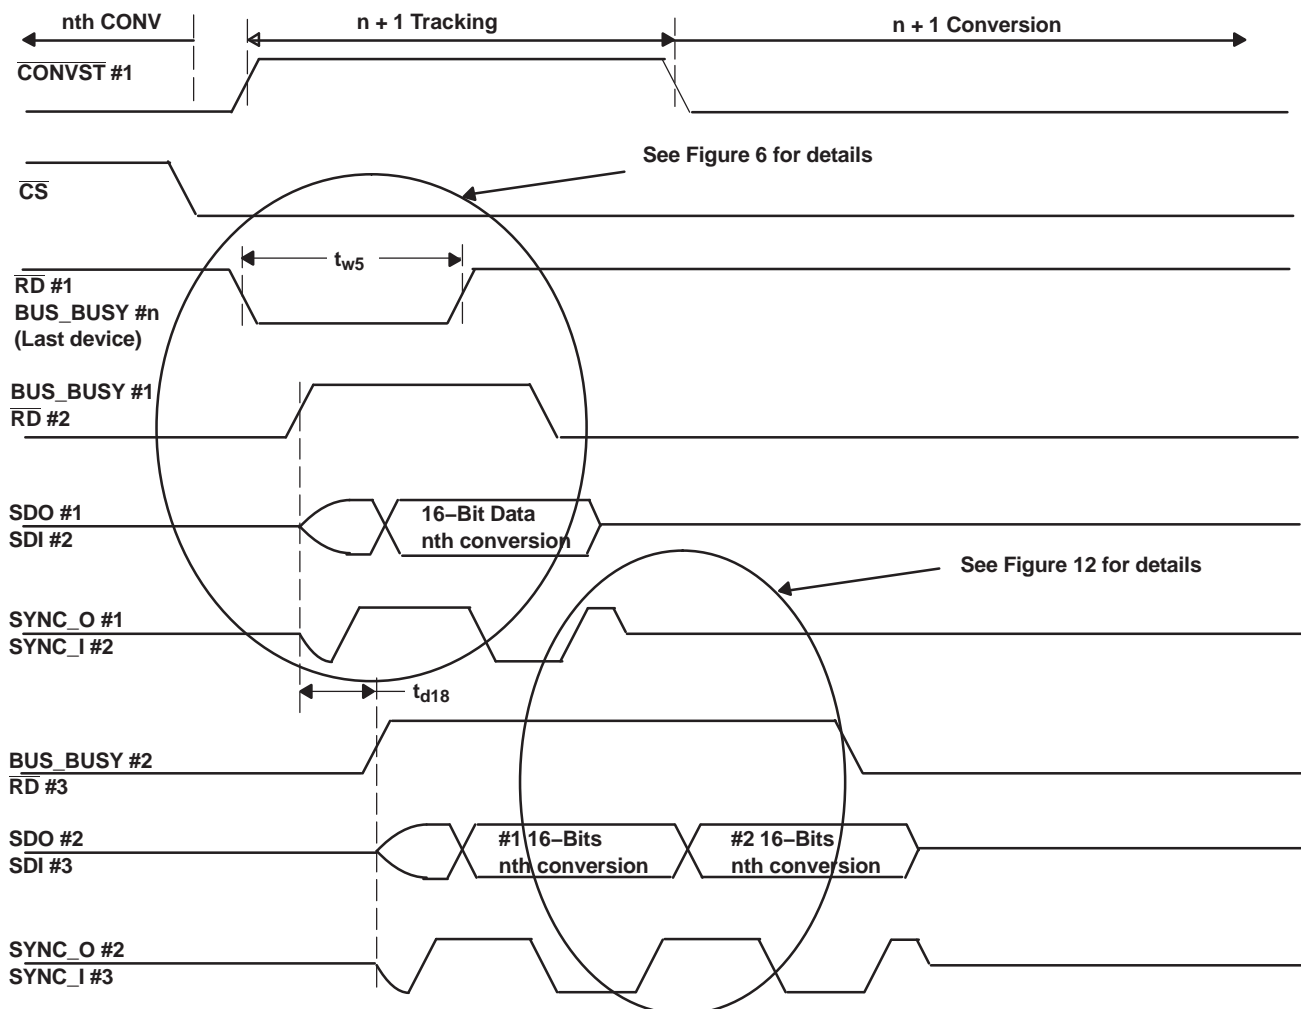 nth CONV
n + 1 Tracking
n + 1 Conversion
CONVST #1
See Figure 6 for details
CS
tw5
RD #1
BUS_BUSY #n
(Last device)
BUS_BUSY #1
RD #2
SDO #1
SDI #2
16−Bit Data
nth conversion
See Figure 12 for details
SYNC_O #1
SYNC_I #2
td18
BUS_BUSY #2
RD #3
SDO #2
SDI #3
#1 16−Bits
nth conversion
#2 16−Bits
nth conversion
SYNC_O #2
SYNC_I #3